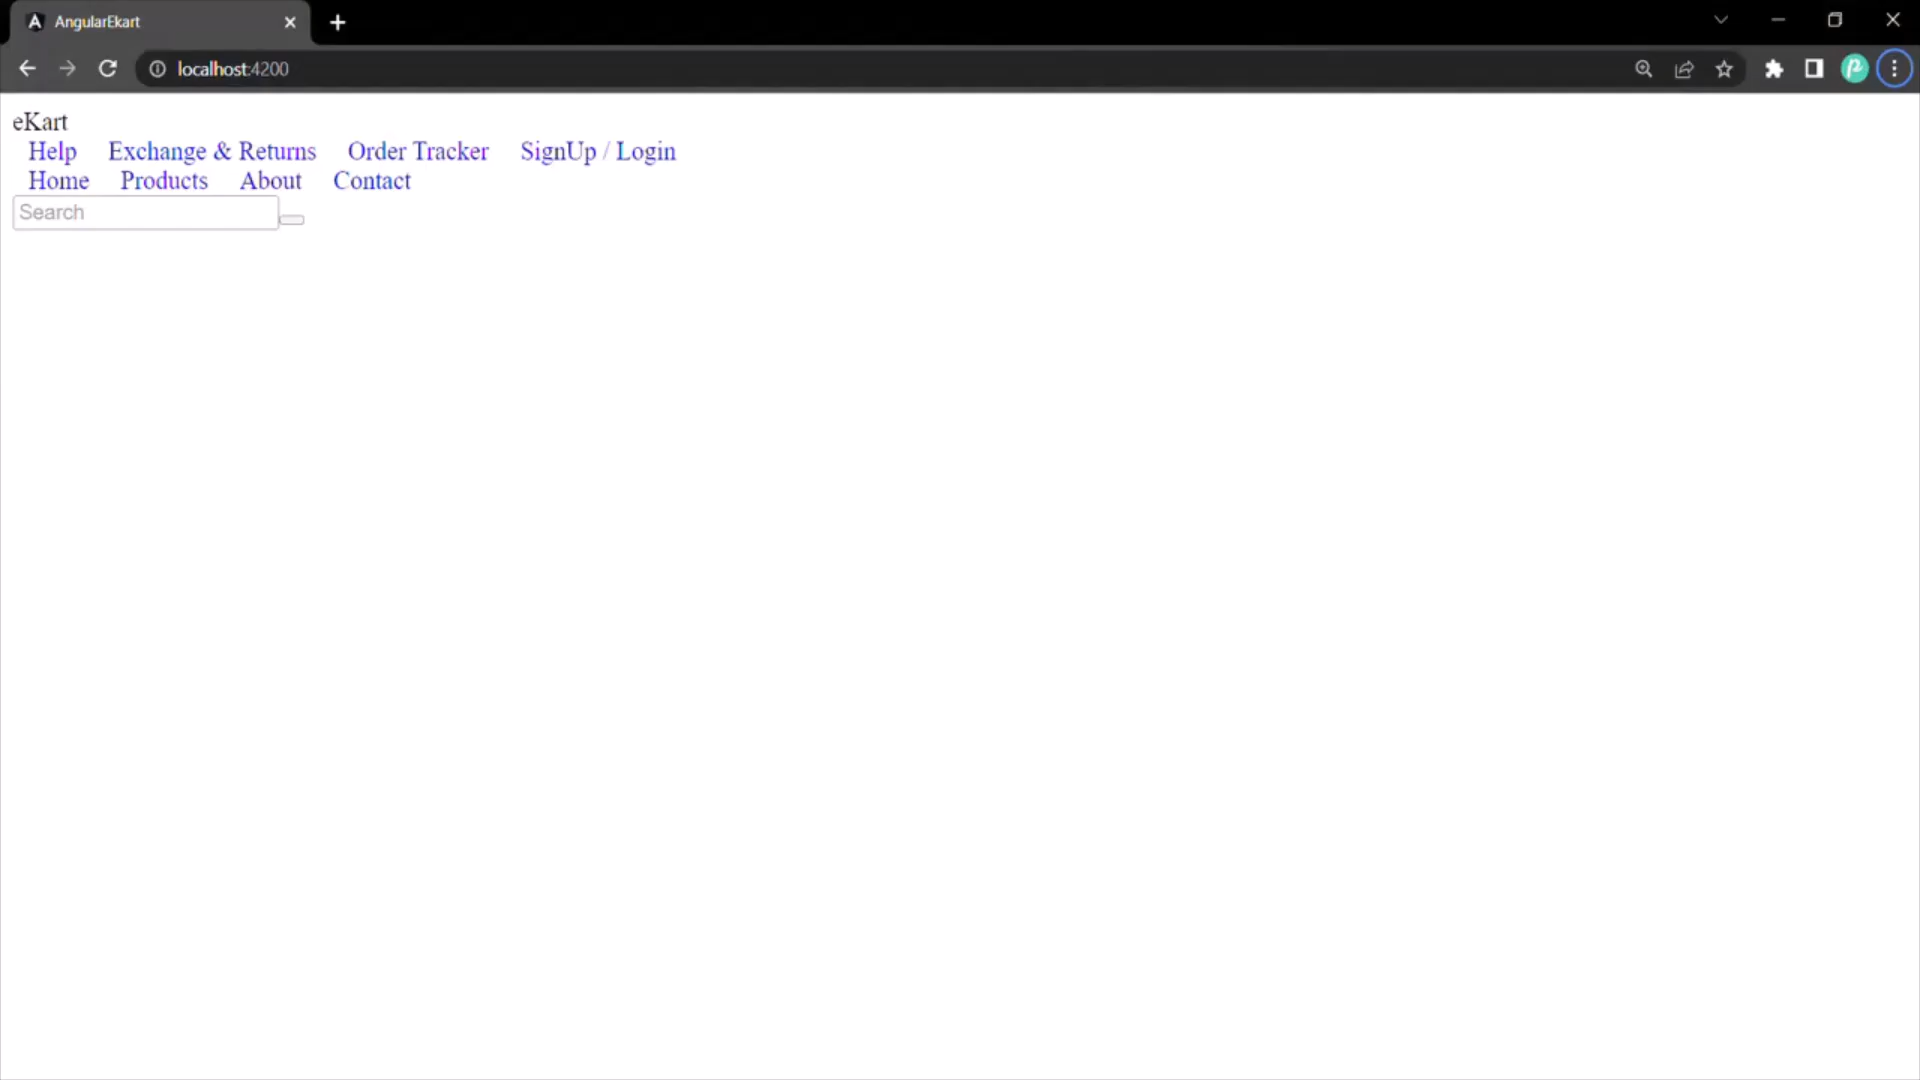 AngularEkart
localhost:4200
eKart
Help Exchange & Returns Order Tracker SignUp / Login
Home Products About Contact
Search